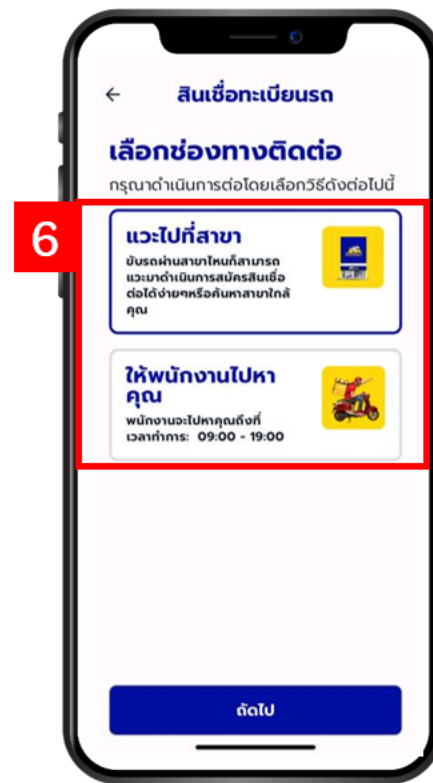 สินเชื่อทะเบียนรถ
เลือกช่องทางติดต่อ
กรุณาดำเนินการต่อโดยเลือกวิธีดังต่อไปนี้
6
แวะไปที่สาขา
ขับรถผ่านสาขาไหนก็สามารถ
แวะมาดำเนินการสมัครสินเชื่อ
ต่อได้ง่ายๆหรือค้นหาสาขาใกล้
คุณ
ให้พนักงานไปหา
คุณ
พนักงานจะไปหาคุณถึงที่
เวลาทำการ: 09:00 - 19:00
ถัดไป